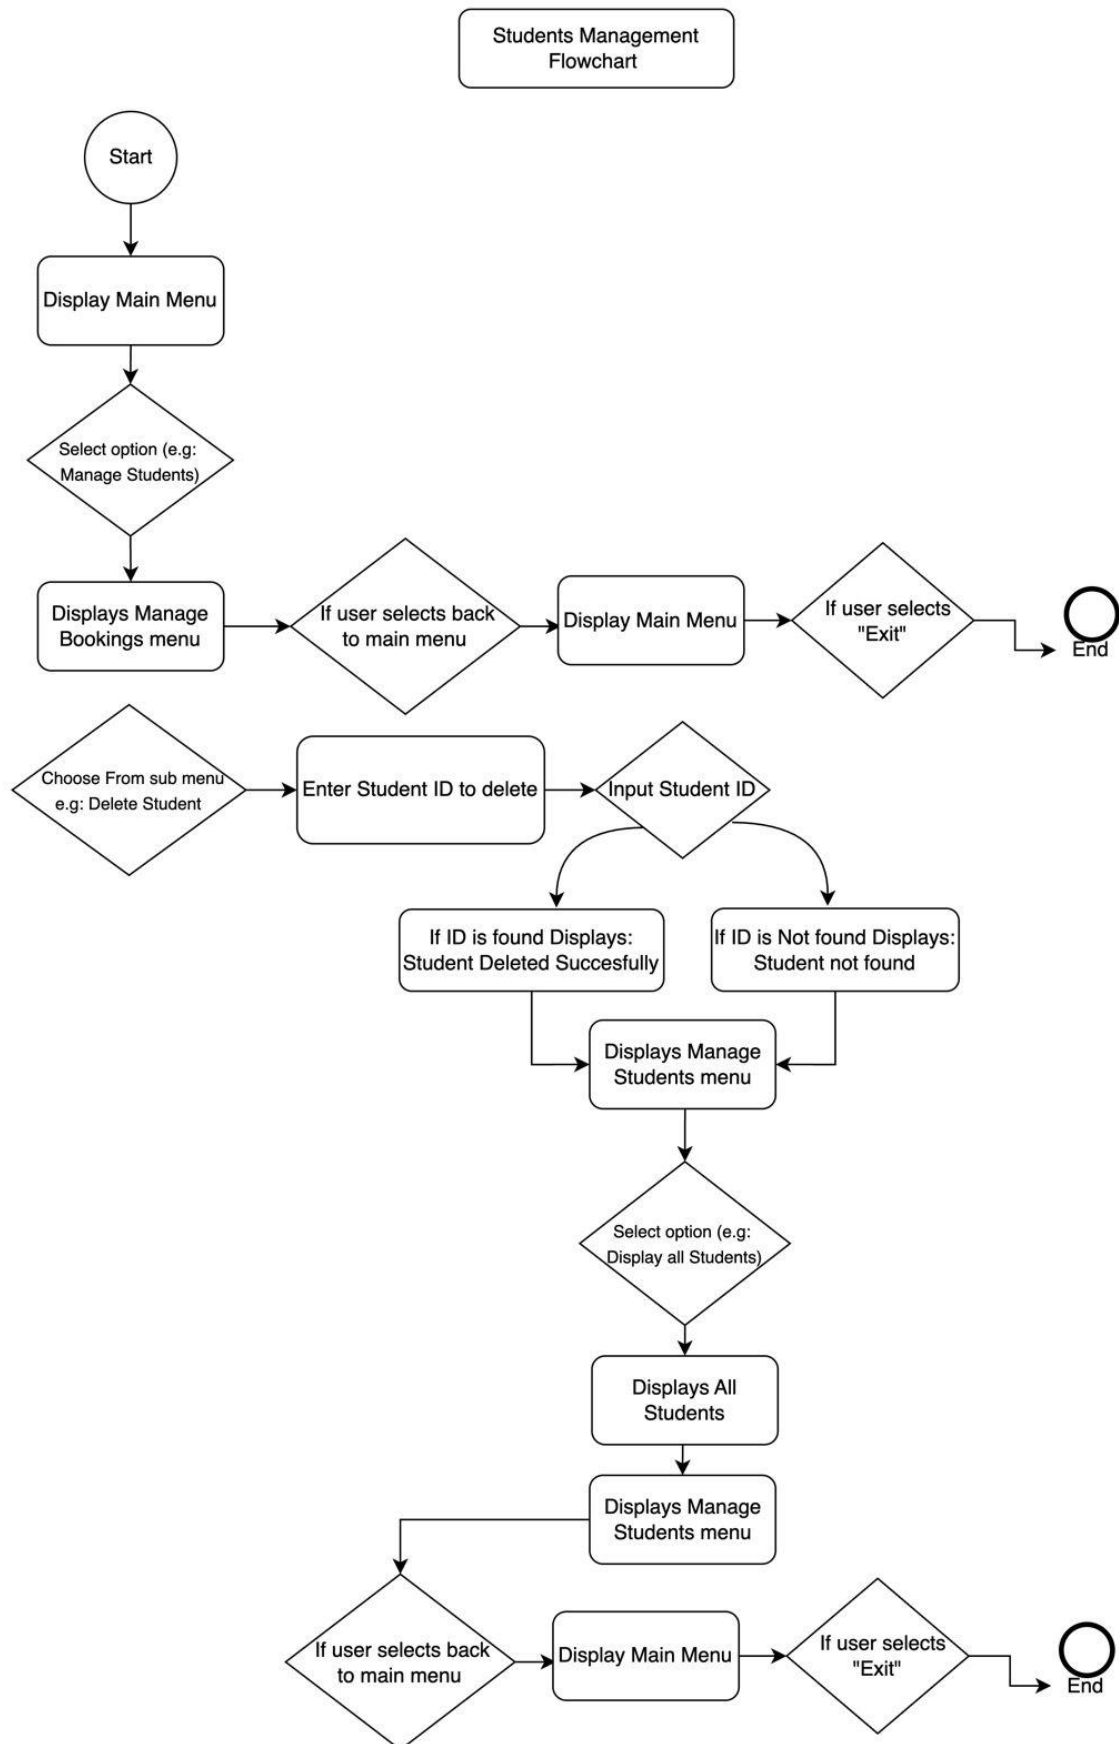 Students Management
Flowchart
Start
Display Main Menu
Select option (e.g:
Manage Students)
Displays Manage
Bookings menu
If user selects back
to main menu
Display Main Menu
If user selects
"Exit"
End
Choose From sub menu
e.g: Delete Student
Enter Student ID to delete
Input Student ID
If ID is found Displays:
Student Deleted Succesfully
If ID is Not found Displays:
Student not found
Displays Manage
Students menu
Select option (e.g:
Display all Students)
Displays All
Students
Displays Manage
Students menu
If user selects back
to main menu
Display Main Menu
If user selects
"Exit"
End